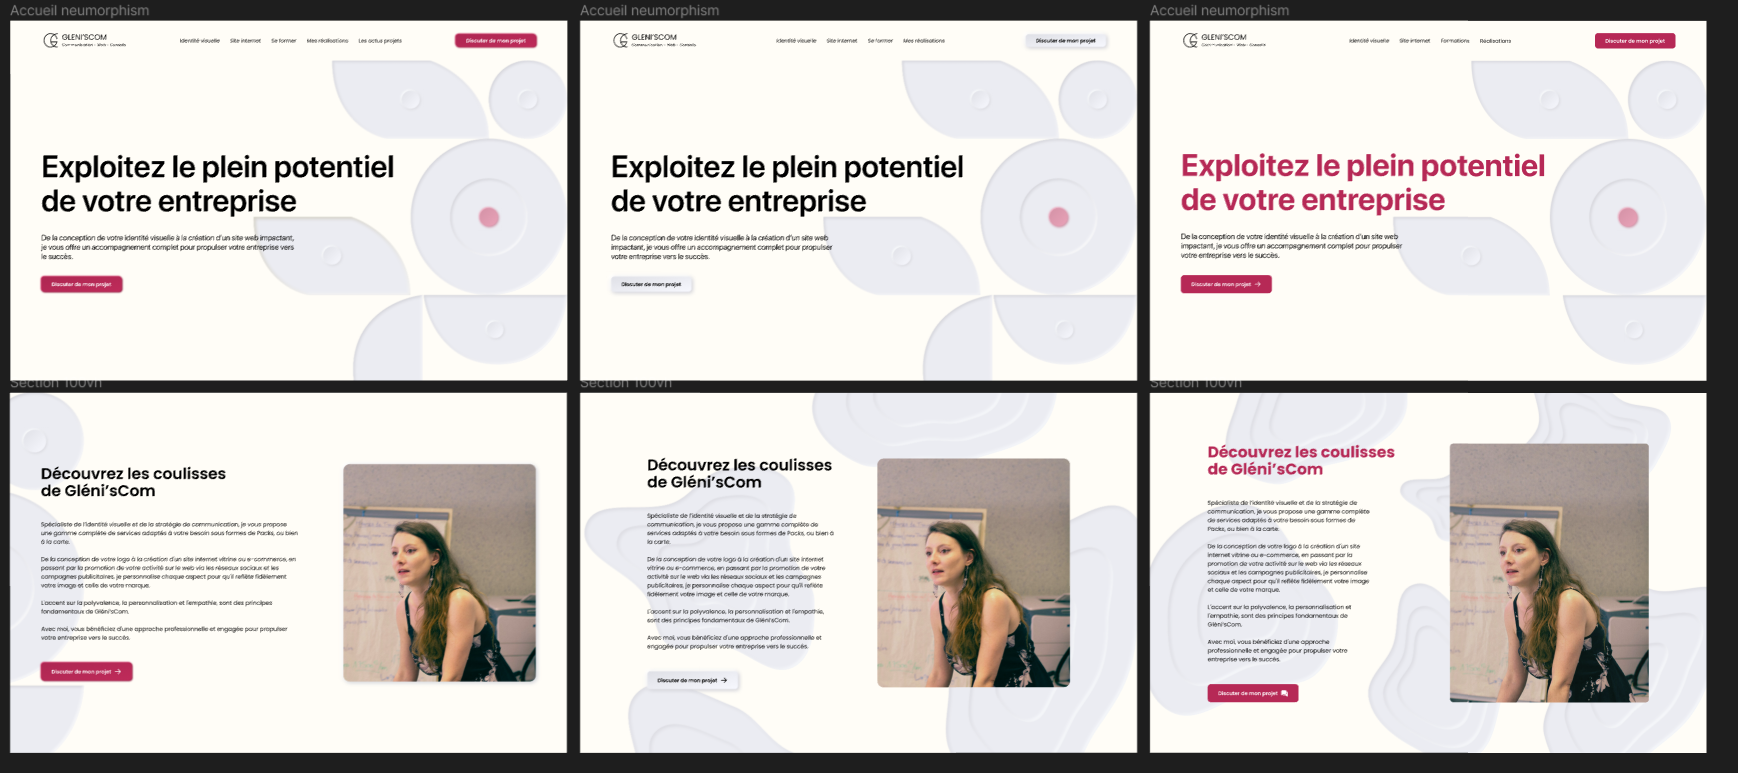 Accueil neumorphism
GLENI'SCOM
Communication - Web - Conseils
Identité visuelle Site internet Se former Mes réalisations Les actus projets
Discuter de mon projet
Exploitez le plein potentiel
de votre entreprise
De la conception de votre identité visuelle à la création d'un site web impactant,
je vous offre un accompagnement complet pour propulser votre entreprise vers
le succès.
Discuter de mon projet
Accueil neumorphism
GLENI'SCOM
Communication - Web - Conseils
Identité visuelle Site internet Se former Mes réalisations
Discuter de mon projet
Exploitez le plein potentiel
de votre entreprise
De la conception de votre identité visuelle à la création d'un site web
impactant, je vous offre un accompagnement complet pour propulser
votre entreprise vers le succès.
Discuter de mon projet
Accueil neumorphism
GLENI'SCOM
Communication - Web - Conseils
Identité visuelle Site internet Formations Réalisations
Discuter de mon projet
Exploitez le plein potentiel
de votre entreprise
De la conception de votre identité visuelle à la création d'un site web
impactant, je vous offre un accompagnement complet pour propulser
votre entreprise vers le succès.
Discuter de mon projet →
Section 100vh
Découvrez les coulisses
de Gléni'sCom
Spécialiste de l'identité visuelle et de la stratégie de communication, je vous propose
une gamme complète de services adaptés à votre besoin sous formes de Packs, ou bien
à la carte.
De la conception de votre logo à la création d'un site internet vitrine ou e-commerce, en
passant par la promotion de votre activité sur le web via les réseaux sociaux et les
campagnes publicitaires, je personnalise chaque aspect pour qu'il reflète fidèlement
votre image et celle de votre marque.
L'accent sur la polyvalence, la personnalisation et l'empathie, sont des principes
fondamentaux de Gléni'sCom.
Avec moi, vous bénéficiez d'une approche professionnelle et engagée pour propulser
votre entreprise vers le succès.
Discuter de mon projet →
Section 100vh
Découvrez les coulisses
de Gléni'sCom
Spécialiste de l'identité visuelle et de la stratégie de
communication, je vous propose une gamme complète de
services adaptés à votre besoin sous formes de Packs, ou bien à
la carte.
De la conception de votre logo à la création d'un site internet
vitrine ou e-commerce, en passant par la promotion de votre
activité sur le web via les réseaux sociaux et les campagnes
publicitaires, je personnalise chaque aspect pour qu'il reflète
fidèlement votre image et celle de votre marque.
L'accent sur la polyvalence, la personnalisation et l'empathie,
sont des principes fondamentaux de Gléni'sCom.
Avec moi, vous bénéficiez d'une approche professionnelle et
engagée pour propulser votre entreprise vers le succès.
Discuter de mon projet →
Section 100vh
Découvrez les coulisses
de Gléni'sCom
Spécialiste de l'identité visuelle et de la stratégie de
communication, je vous propose une gamme complète
de services adaptés à votre besoin sous formes de
Packs, ou bien à la carte.
De la conception de votre logo à la création d'un site
internet vitrine ou e-commerce, en passant par la
promotion de votre activité sur le web via les réseaux
sociaux et les campagnes publicitaires, je personnalise
chaque aspect pour qu'il reflète fidèlement votre image
et celle de votre marque.
L'accent sur la polyvalence, la personnalisation et
l'empathie, sont des principes fondamentaux de
Gléni'sCom.
Avec moi, vous bénéficiez d'une approche
professionnelle et engagée pour propulser votre
entreprise vers le succès.
Discuter de mon projet